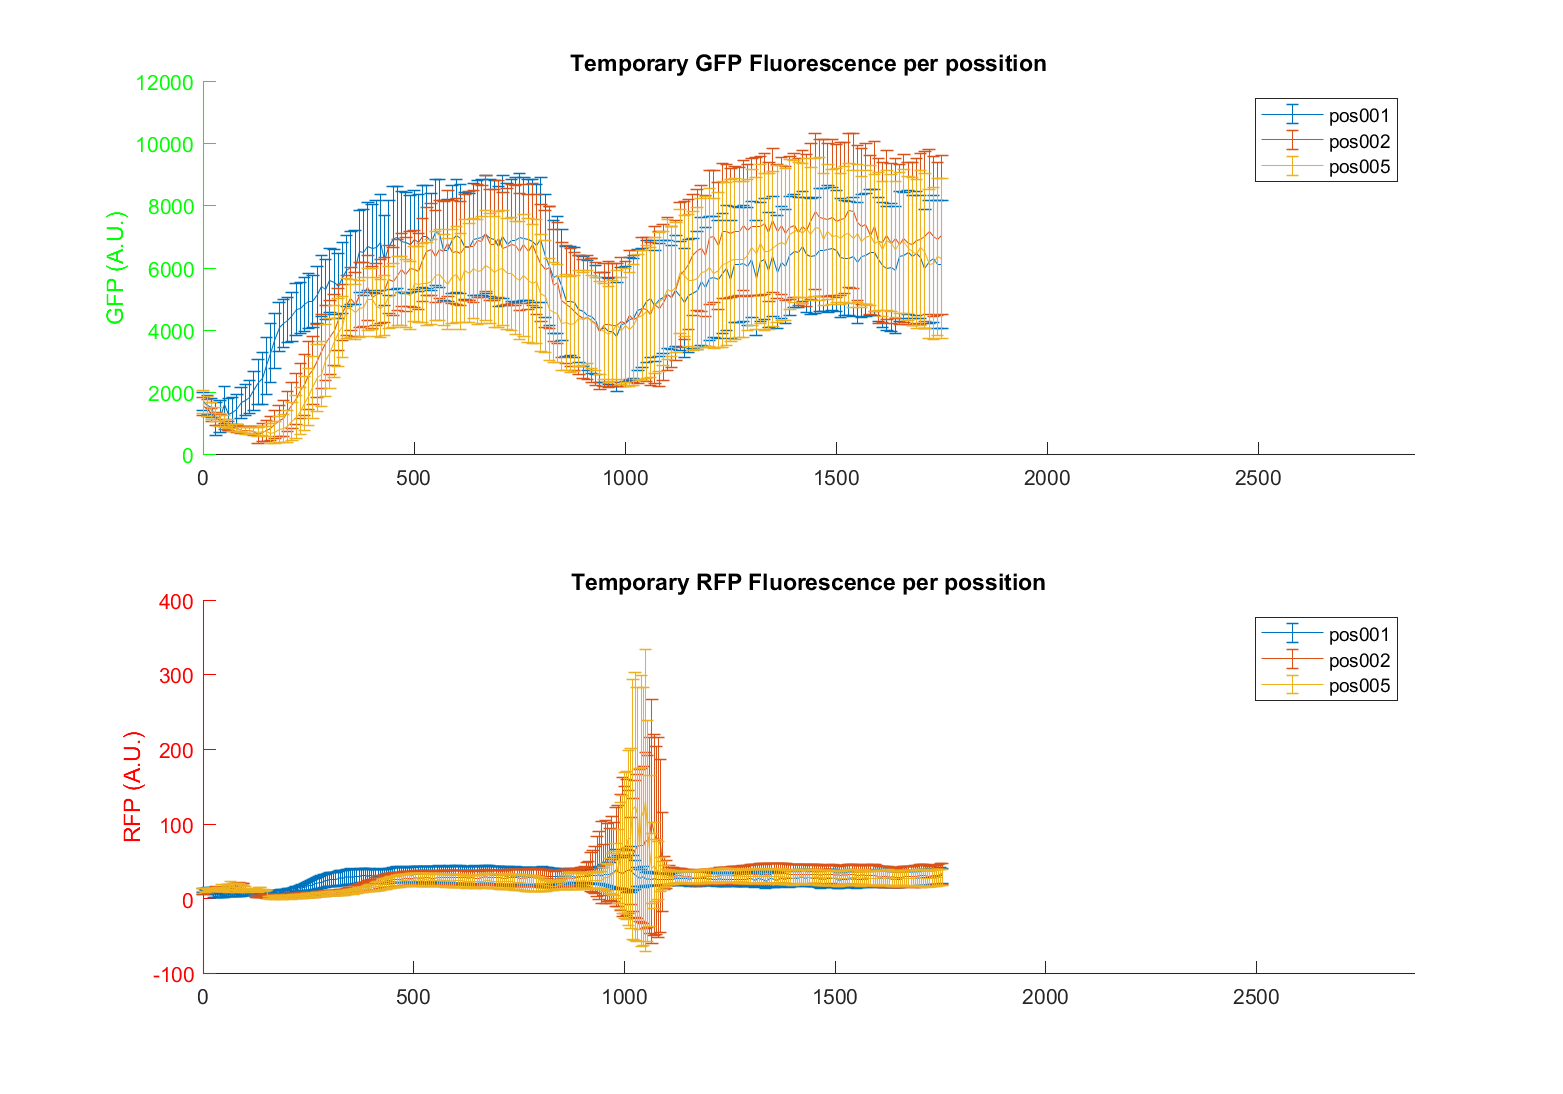 Temporary GFP Fluorescence per possition
GFP (A.U.)
12000
10000
8000
6000
4000
2000
0
0 500 1000 1500 2000 2500
pos001
pos002
pos005
Temporary RFP Fluorescence per possition
RFP (A.U.)
400
300
200
100
0
-100
0 500 1000 1500 2000 2500
pos001
pos002
pos005